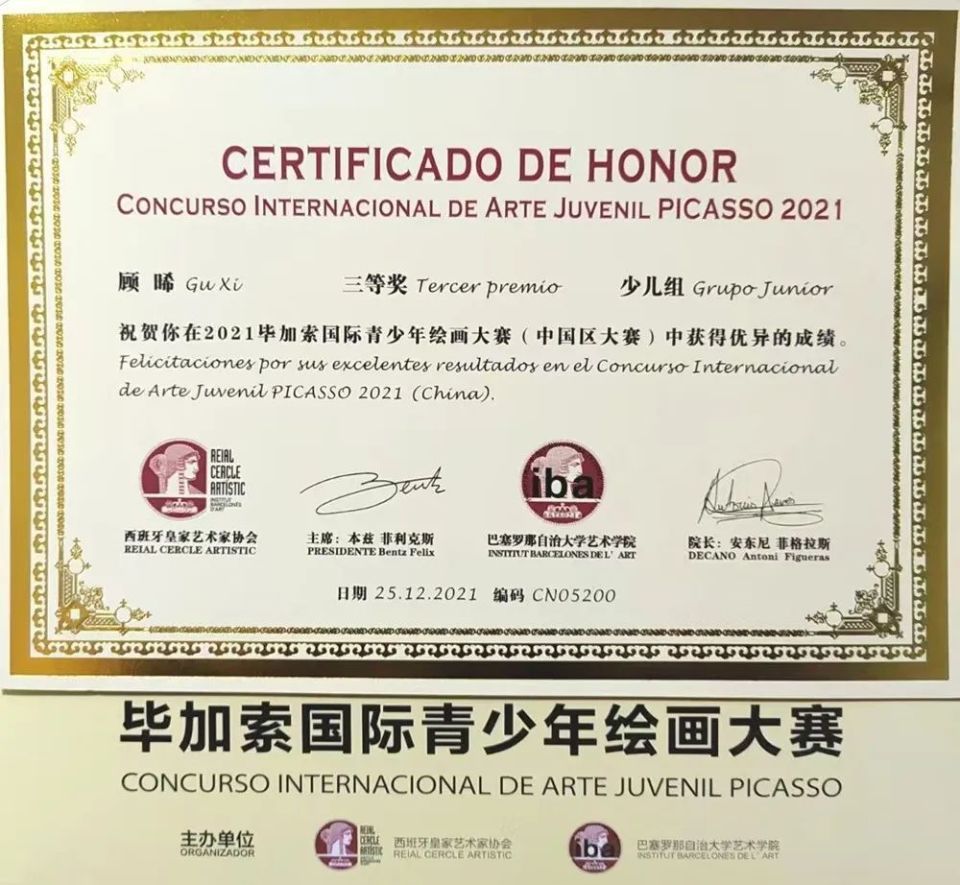 CERTIFICADO DE HONOR
CONCURSO INTERNACIONAL DE ARTE JUVENIL PICASSO 2021
顾 晞 Gu Xi 三等奖 Tercer premio 少儿组 Grupo Junior
祝贺你在2021毕加索国际青少年绘画大赛（中国区大赛）中获得优异的成绩。
Felicitaciones por sus excelentes resultados en el Concurso Internacional
de Arte Juvenil PICASSO 2021 (China).
REIAL
CERCLE
ARTÍSTIC
INSTITUT
BARCELONÈS
D'ART
Bentz
iba
西班牙皇家艺术家协会 主席：本兹 菲利克斯 巴塞罗那自治大学艺术学院 院长：安东尼 菲格拉斯
REIAL CERCLE ARTISTIC PRESIDENTE Bentz Felix INSTITUT BARCELONES DE L' ART DECANO Antoni Figueras
日期 25.12.2021 编码 CN05200
毕加索国际青少年绘画大赛
CONCURSO INTERNACIONAL DE ARTE JUVENIL PICASSO
主办单位
ORGANIZADOR
REIAL
CERCLE
ARTÍSTIC
西班牙皇家艺术家协会
REIAL CERCLE ARTISTIC
iba
巴塞罗那自治大学艺术学院
INSTITUT BARCELONES DE L' ART